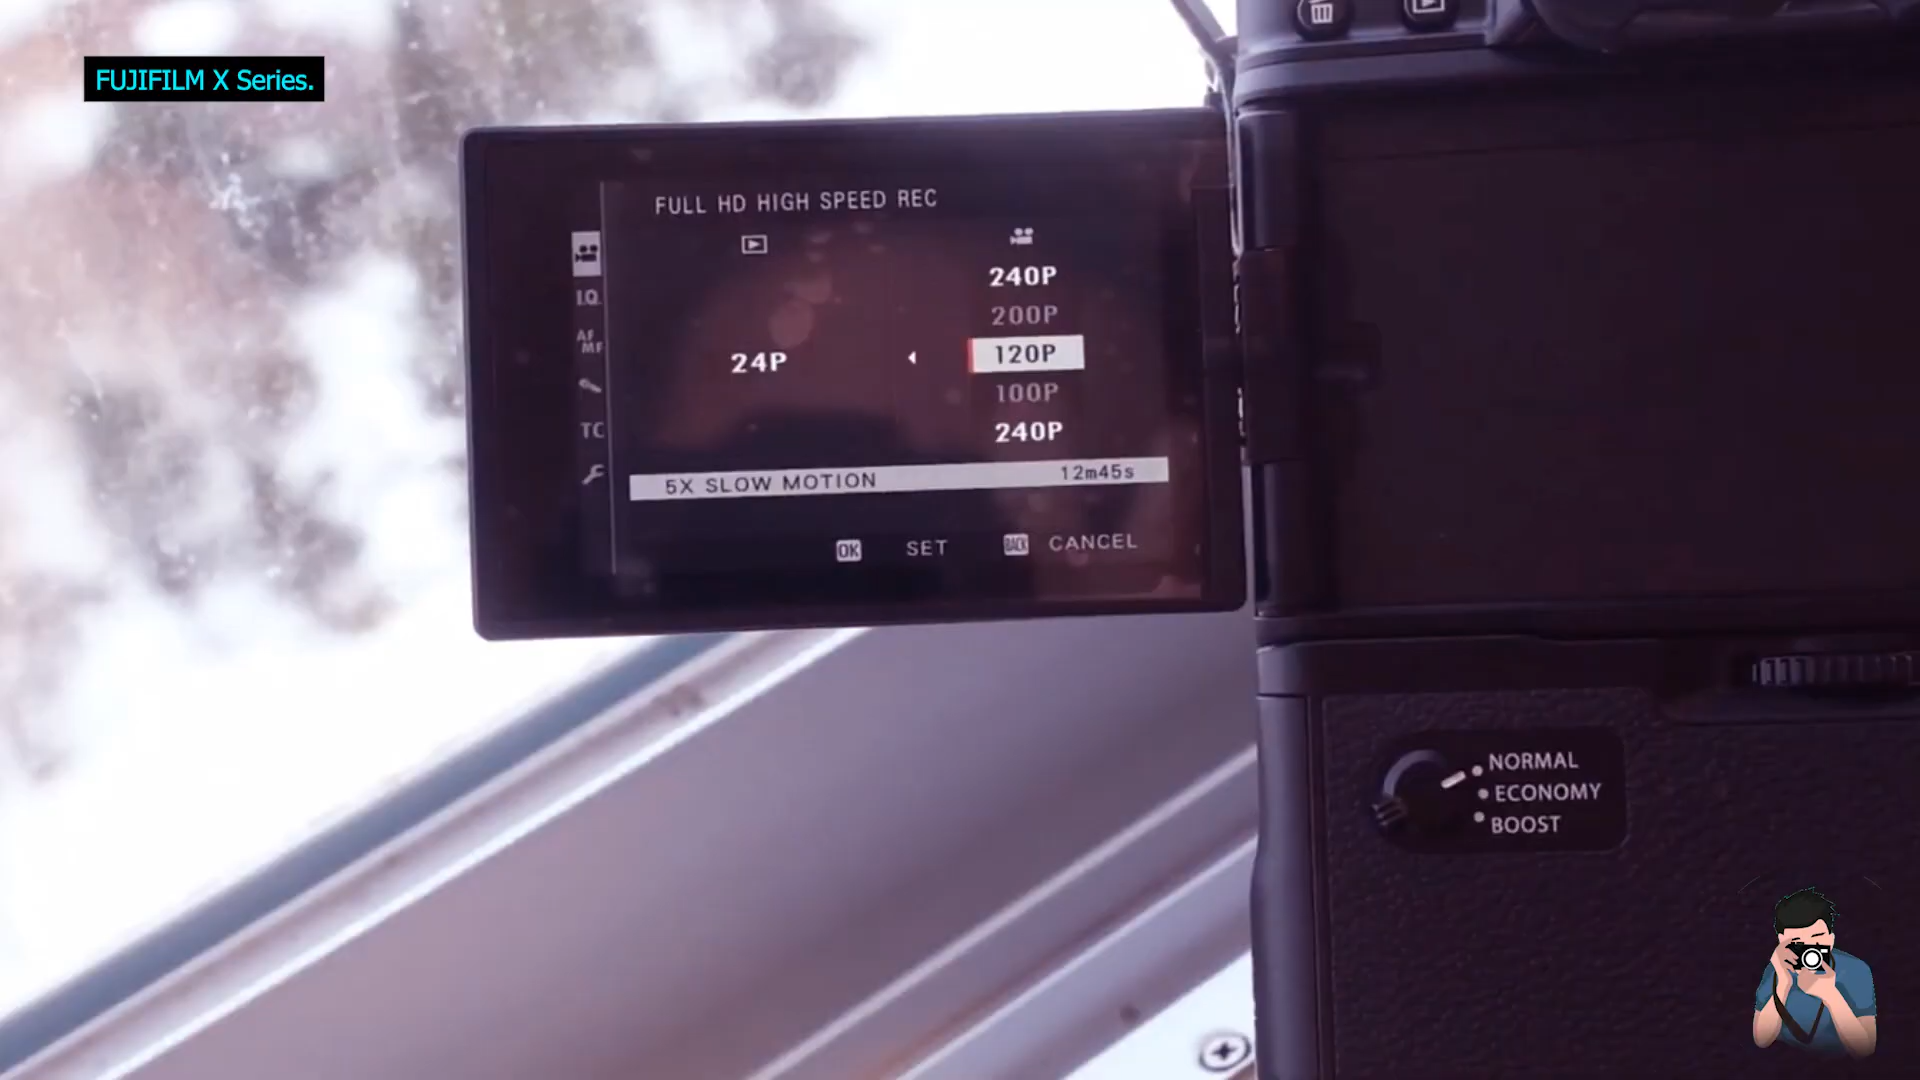 FUJIFILM X Series.
FULL HD HIGH SPEED REC
240P
I.Q.
200P
AF
MF
24P
120P
100P
TC
240P
5X SLOW MOTION 12m45s
OK SET BACK CANCEL
NORMAL
ECONOMY
BOOST